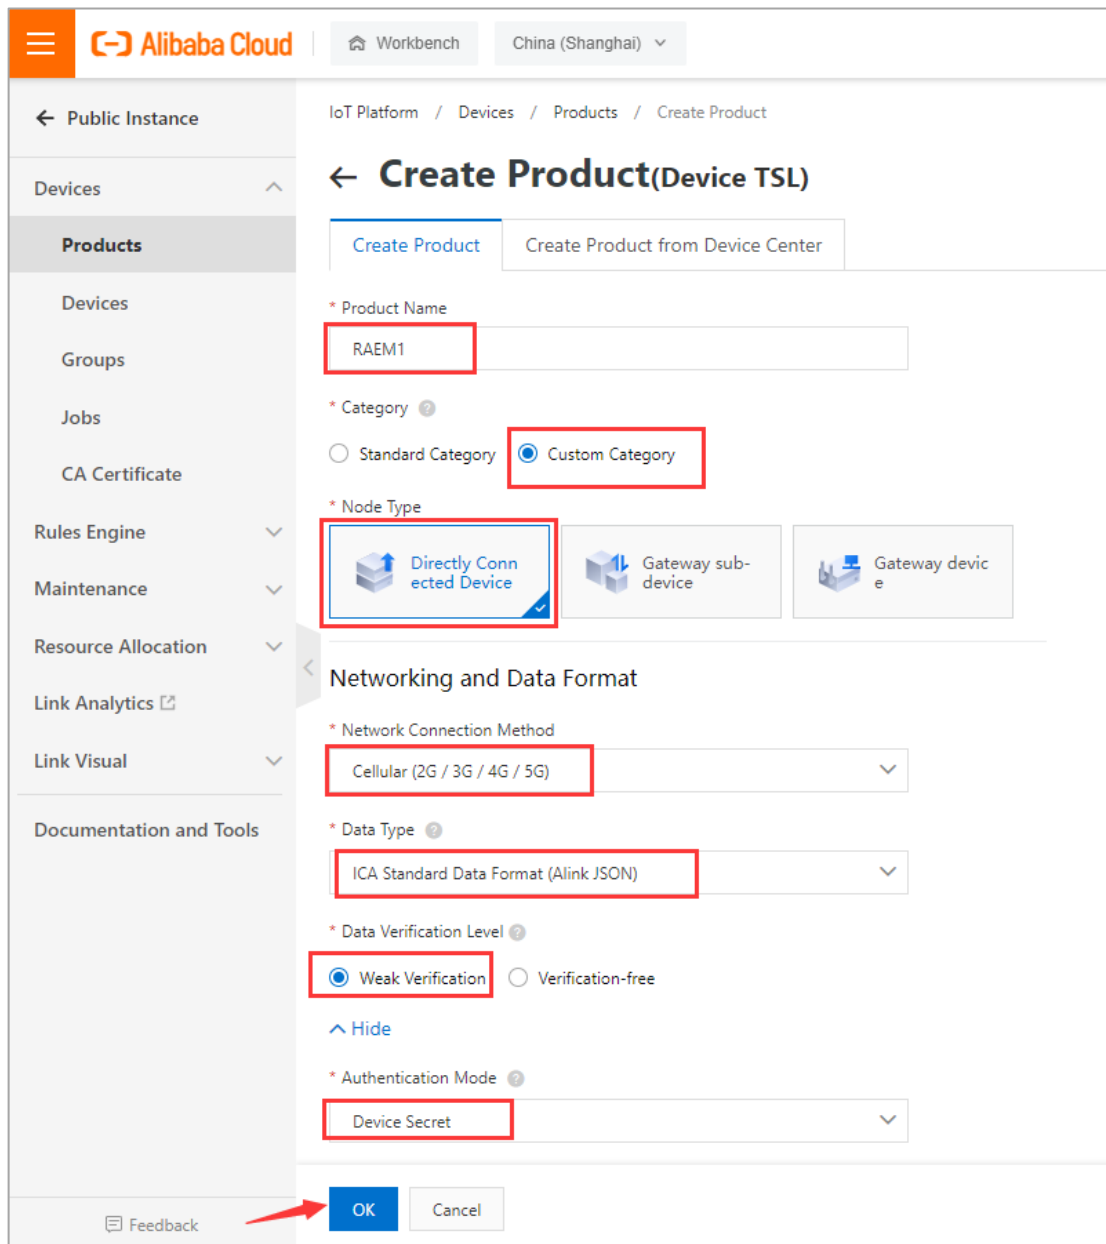 Alibaba Cloud
Workbench
China (Shanghai)
Public Instance
Devices
Products
Devices
Groups
Jobs
CA Certificate
Rules Engine
Maintenance
Resource Allocation
Link Analytics
Link Visual
Documentation and Tools
Feedback
IoT Platform / Devices / Products / Create Product
Create Product(Device TSL)
Create Product
Create Product from Device Center
* Product Name
RAEM1
* Category ?
Standard Category
Custom Category
* Node Type
Directly Conn
ected Device
Gateway sub-
device
Gateway devic
e
Networking and Data Format
* Network Connection Method
Cellular (2G / 3G / 4G / 5G)
* Data Type ?
ICA Standard Data Format (Alink JSON)
* Data Verification Level ?
Weak Verification
Verification-free
Hide
* Authentication Mode ?
Device Secret
OK
Cancel